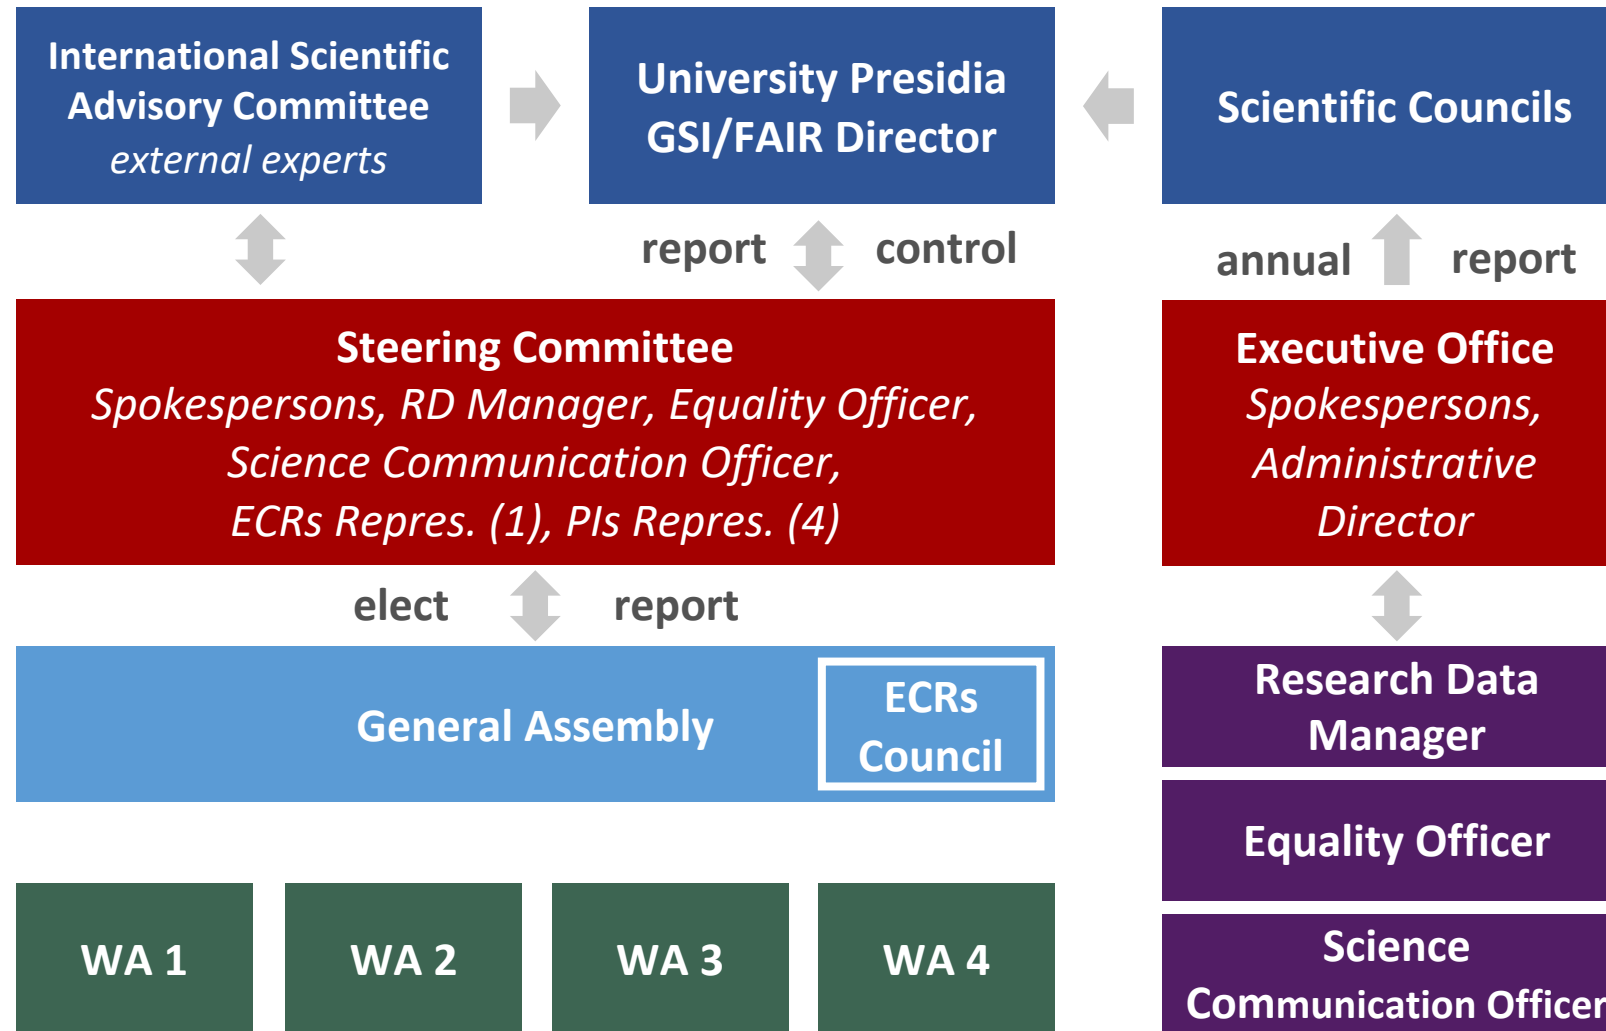 International Scientific
Advisory Committee
external experts
University Presidia
GSI/FAIR Director
Scientific Councils
report
control
annual
report
Steering Committee
Spokespersons, RD Manager, Equality Officer,
Science Communication Officer,
ECRs Repres. (1), PIs Repres. (4)
Executive Office
Spokespersons,
Administrative
Director
elect
report
General Assembly
ECRs
Council
Research Data
Manager
Equality Officer
Science
Communication Officer
WA 1
WA 2
WA 3
WA 4